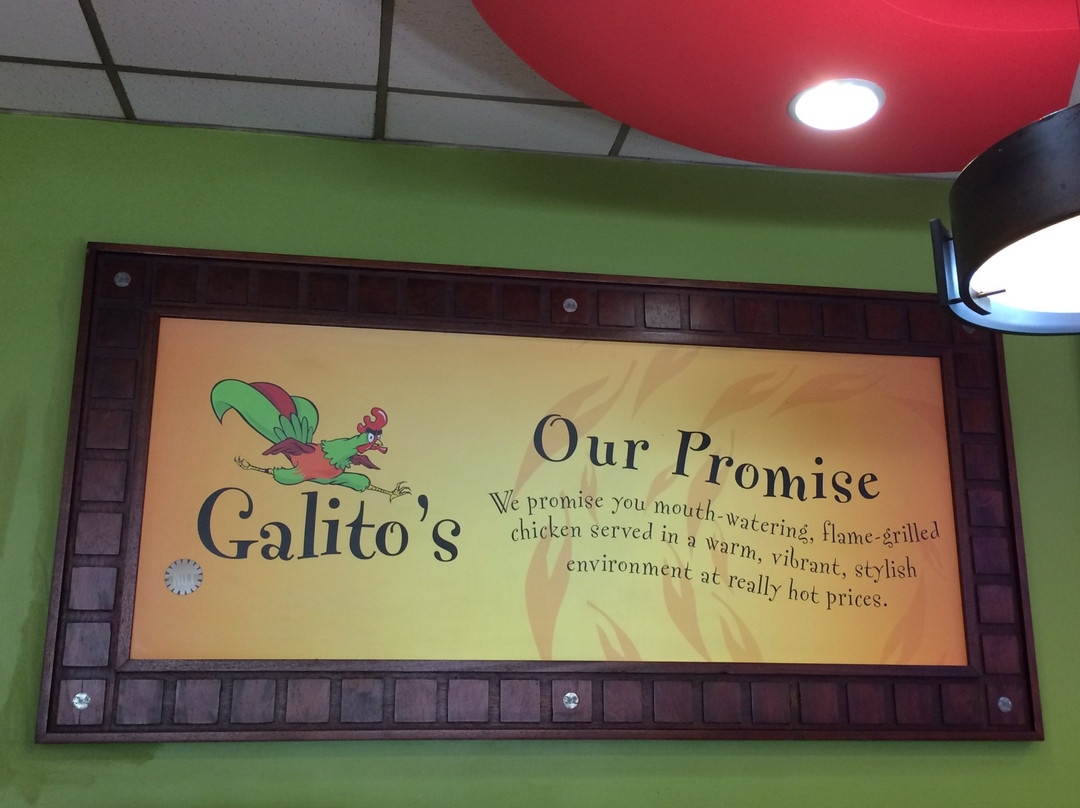 Galito's
Our Promise
We promise you mouth-watering, flame-grilled
chicken served in a warm, vibrant, stylish
environment at really hot prices.